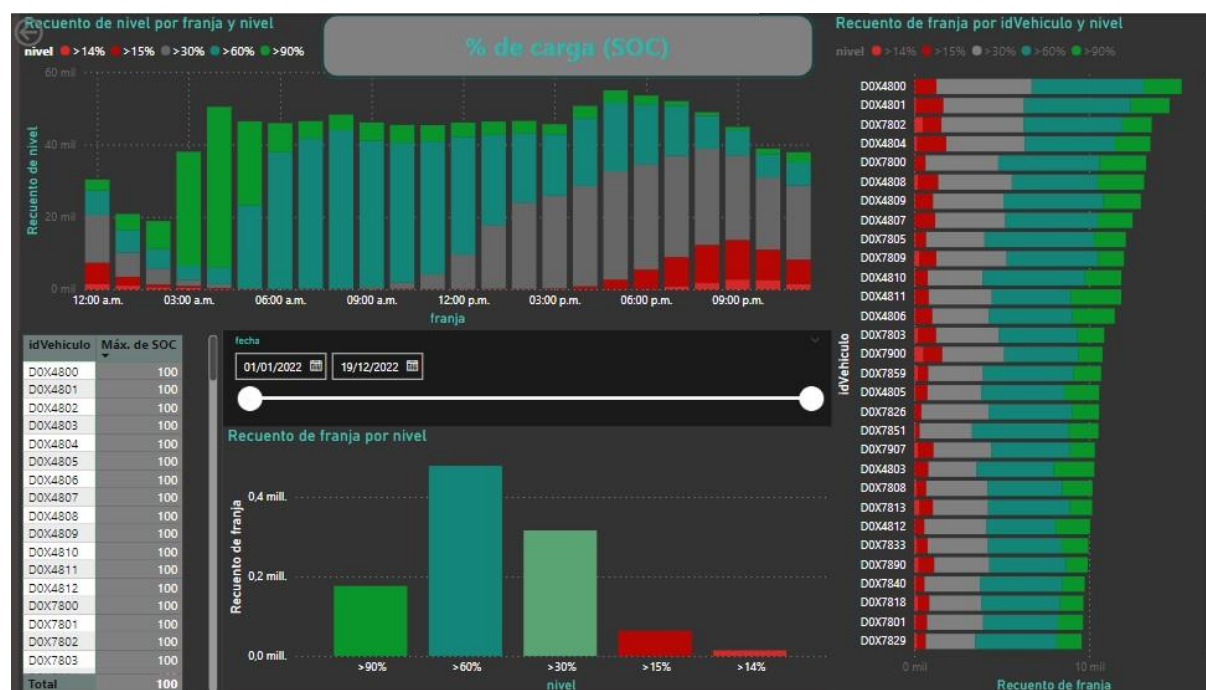 Recuento de nivel por franja y nivel
nivel >14% >15% >30% >60% >90%
% de carga (SOC)
Recuento de franja por idVehiculo y nivel
nivel >14% >15% >30% >60% >90%
Recuento de nivel
60 mil
40 mil
20 mil
0 mil
12:00 a.m. 03:00 a.m. 06:00 a.m. 09:00 a.m. 12:00 p.m. 03:00 p.m. 06:00 p.m. 09:00 p.m.
franja
idVehiculo Máx. de SOC
D0X4800 100
D0X4801 100
D0X4802 100
D0X4803 100
D0X4804 100
D0X4805 100
D0X4806 100
D0X4807 100
D0X4808 100
D0X4809 100
D0X4810 100
D0X4811 100
D0X4812 100
D0X7800 100
D0X7801 100
D0X7802 100
D0X7803 100
Total 100
fecha
01/01/2022 19/12/2022
Recuento de franja por nivel
Recuento de franja
0,4 mill.
0,2 mill.
0,0 mill.
>90% >60% >30% >15% >14%
nivel
idVehiculo
D0X4800
D0X4801
D0X7802
D0X4804
D0X7800
D0X4808
D0X4809
D0X4807
D0X7805
D0X7809
D0X4810
D0X4811
D0X4806
D0X7803
D0X7900
D0X7859
D0X4805
D0X7826
D0X7851
D0X7907
D0X4803
D0X7808
D0X7813
D0X4812
D0X7833
D0X7890
D0X7840
D0X7818
D0X7801
D0X7829
0 mil 10 mil
Recuento de franja